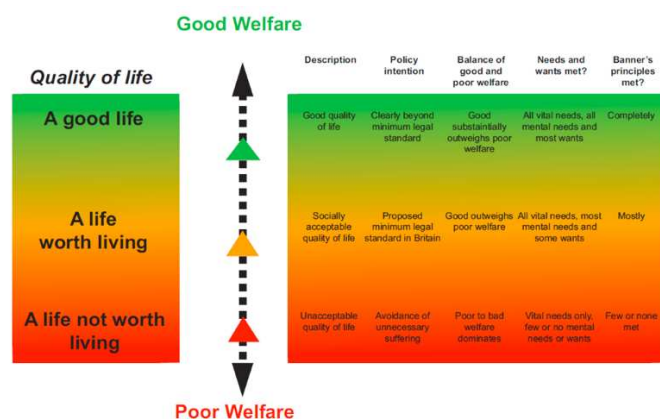 Good Welfare
Quality of life
A good life
A life
worth living
A life not worth
living
Poor Welfare
Description
Policy
intention
Balance of
good and
poor welfare
Needs and
wants met?
Banner's
principles
met?
Good quality
of life
Clearly beyond
minimum legal
standard
Good
substaintially
outweighs poor
welfare
All vital needs, all
mental needs and
most wants
Completely
Socially
acceptable
quality of life
Proposed
minimum legal
standard in Britain
Good outweighs
poor welfare
All vital needs, most
mental needs and
some wants
Mostly
Unacceptable
quality of life
Avoidance of
unnecessary
suffering
Poor to bad
welfare
dominates
Vital needs only,
few or no mental
needs or wants
Few or none
met